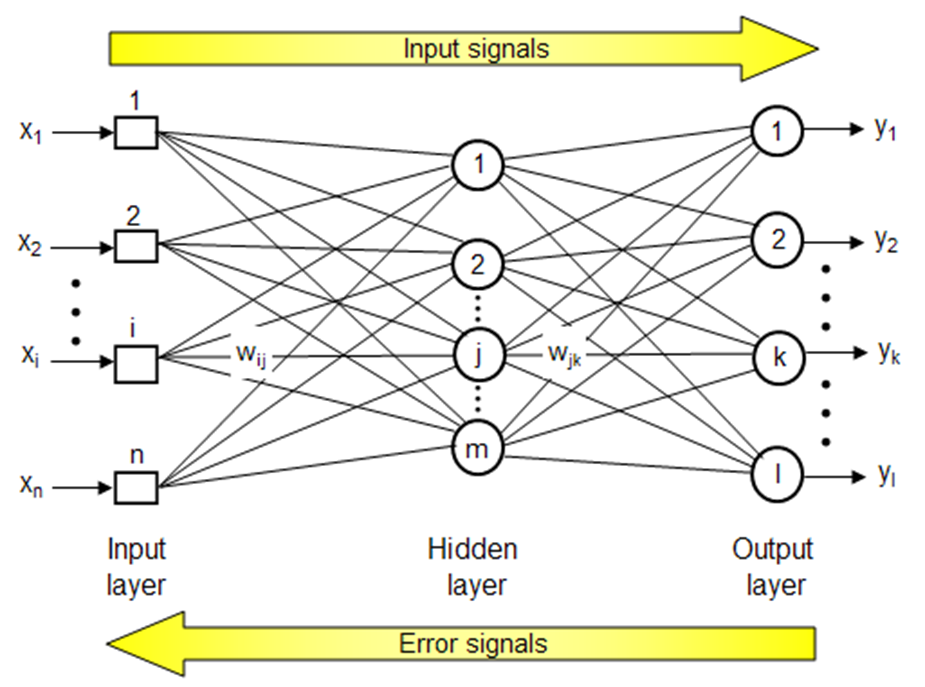 Input signals
1
x₁
1
1
y₁
2
x₂
2
2
y₂
i
xᵢ
wᵢⱼ
j
wⱼₖ
k
yₖ
n
xₙ
m
l
yₗ
Input layer
Hidden layer
Output layer
Error signals